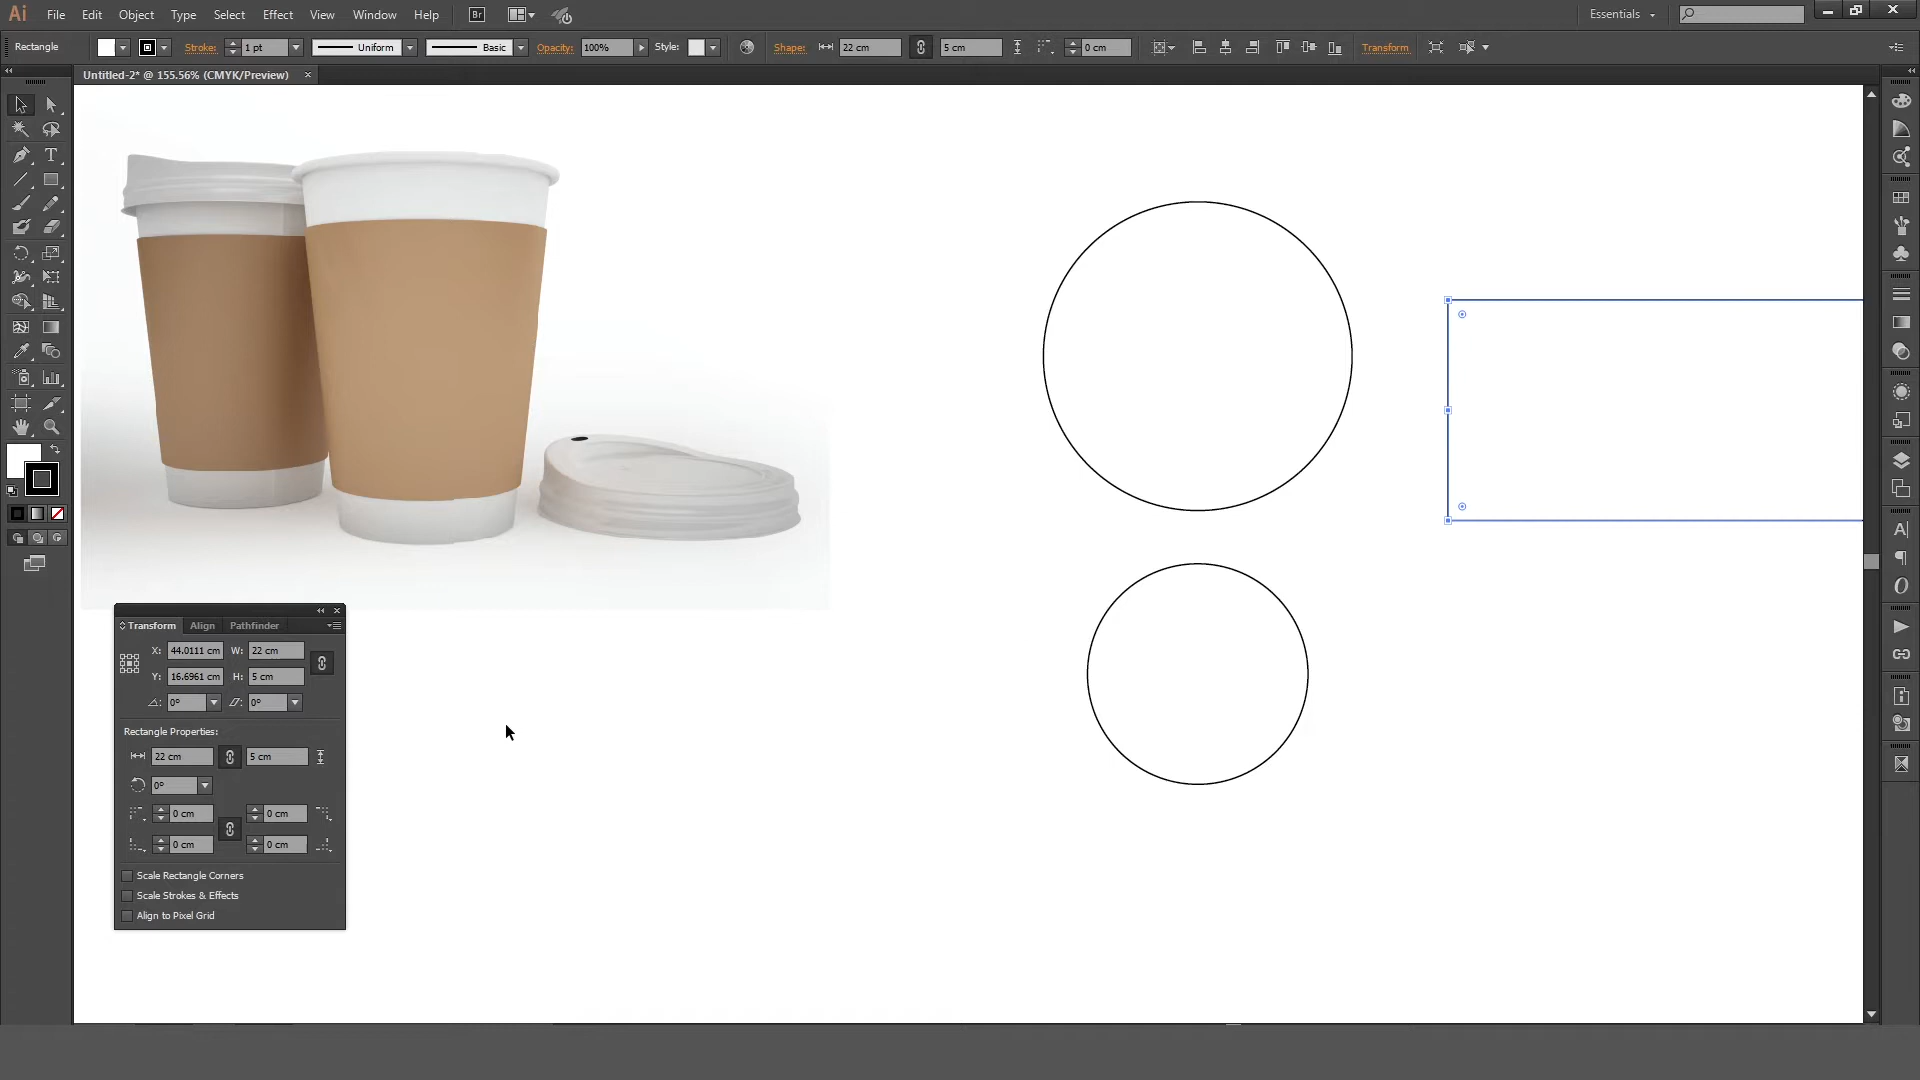 Ai File Edit Object Type Select Effect View Window Help Br Essentials
Rectangle Stroke: 1 pt Uniform Basic Opacity: 100% Style: Shape: 22 cm 5 cm 0 cm Transform
Untitled-2* @ 155.56% (CMYK/Preview) ×
T
A
Transform Align Pathfinder
X: 44.0111 cm W: 22 cm
Y: 16.6961 cm H: 5 cm
0° 0°
Rectangle Properties:
22 cm 5 cm
0°
0 cm 0 cm
0 cm 0 cm
Scale Rectangle Corners
Scale Strokes & Effects
Align to Pixel Grid